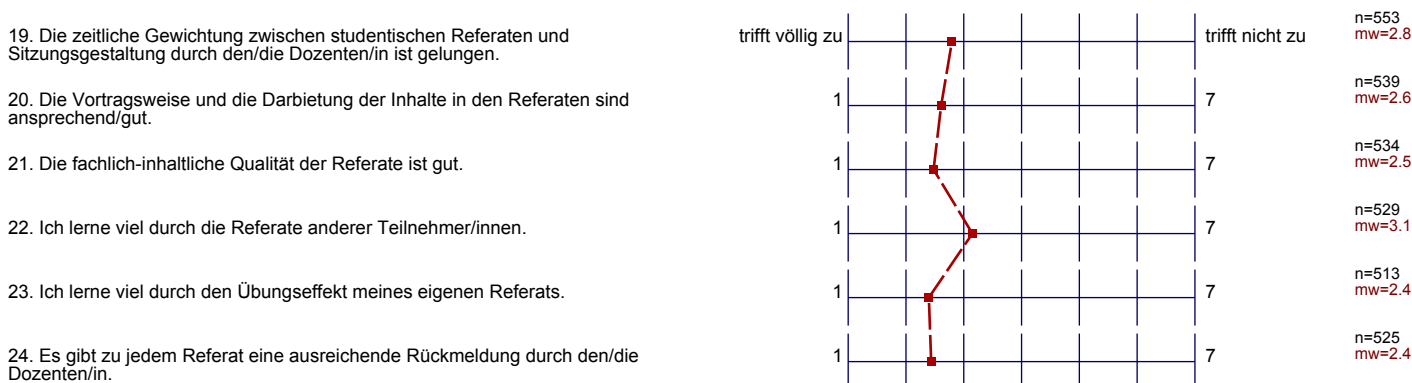 19. Die zeitliche Gewichtung zwischen studentischen Referaten und
Sitzungsgestaltung durch den/die Dozenten/in ist gelungen.
trifft völlig zu
trifft nicht zu
n=553
mw=2.8
20. Die Vortragsweise und die Darbietung der Inhalte in den Referaten sind
ansprechend/gut.
1
7
n=539
mw=2.6
21. Die fachlich-inhaltliche Qualität der Referate ist gut.
1
7
n=534
mw=2.5
22. Ich lerne viel durch die Referate anderer Teilnehmer/innen.
1
7
n=529
mw=3.1
23. Ich lerne viel durch den Übungseffekt meines eigenen Referats.
1
7
n=513
mw=2.4
24. Es gibt zu jedem Referat eine ausreichende Rückmeldung durch den/die
Dozenten/in.
1
7
n=525
mw=2.4